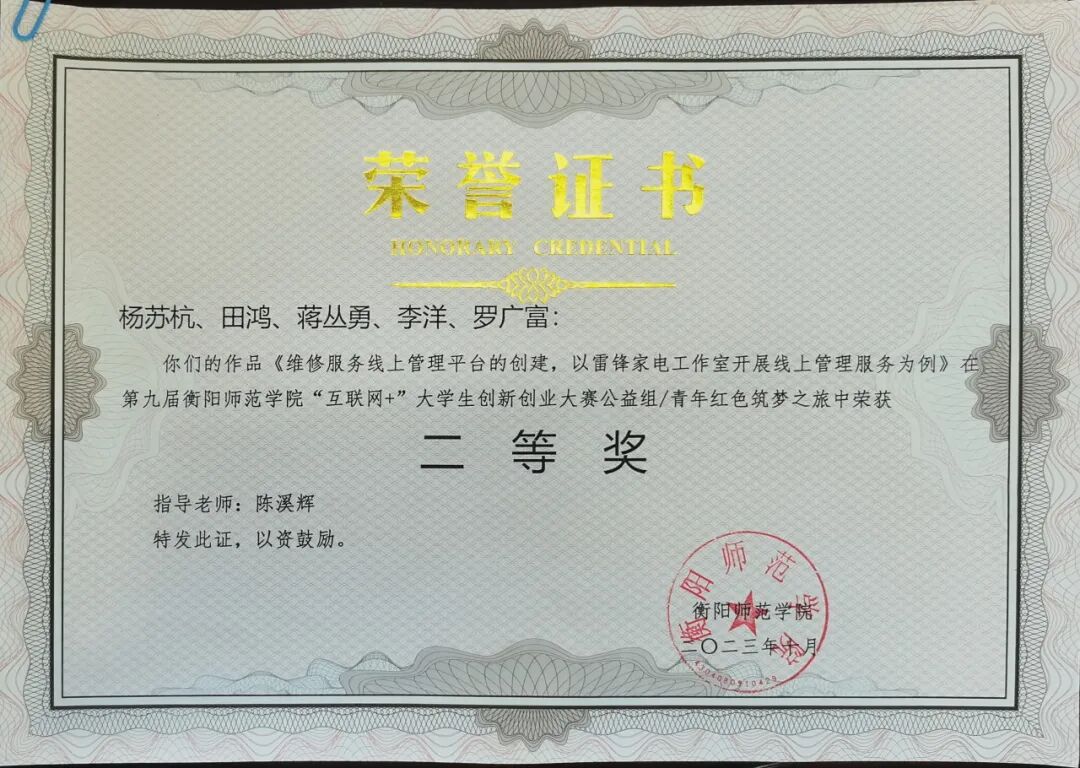 荣誉证书
HONORARY CREDENTIAL
杨苏杭、田鸿、蒋丛勇、李洋、罗广富：
你们的作品《维修服务线上管理平台的创建，以雷锋家电工作室开展线上管理服务为例》在
第九届衡阳师范学院“互联网+”大学生创新创业大赛公益组/青年红色筑梦之旅中荣获
二等奖
指导老师：陈溪辉
特发此证，以资鼓励。
衡阳师范学院
衡阳师范学院
二〇二三年十月